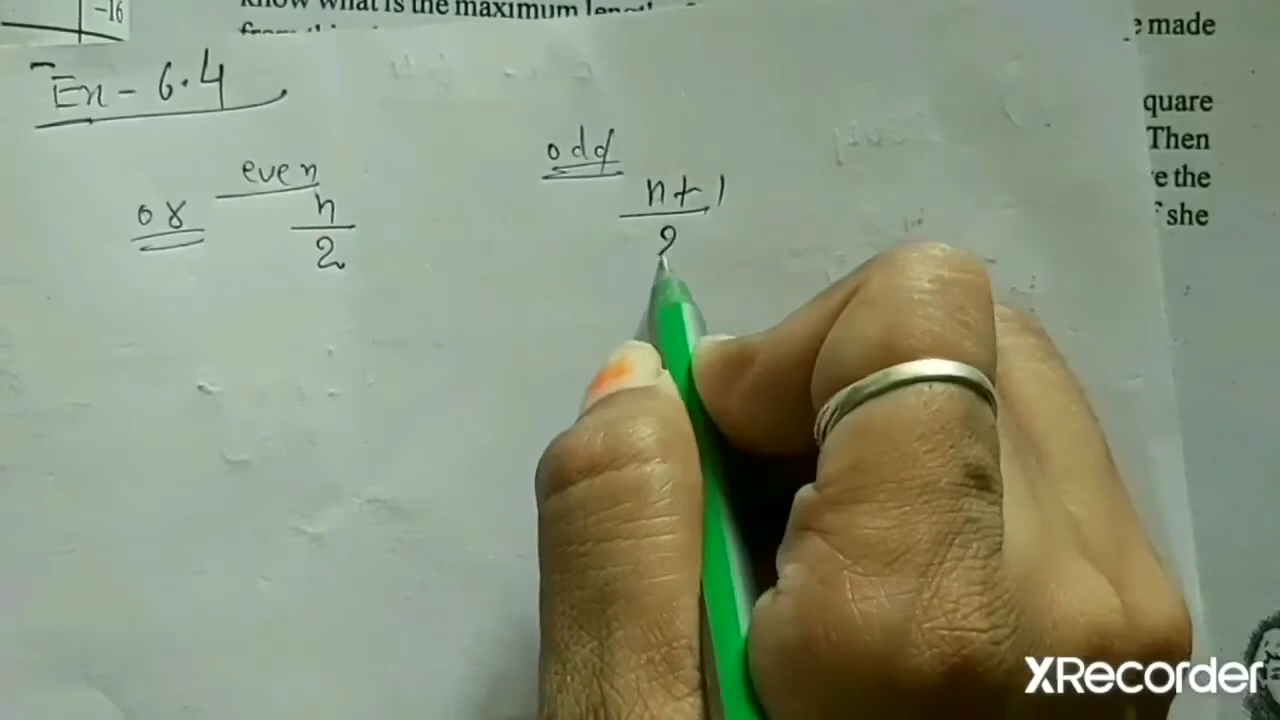 -16
know what is the maximum
made
Ex - 6.4
quare
Then
even
odd
e the
or
n/2
n+1/2
she
XRecorder